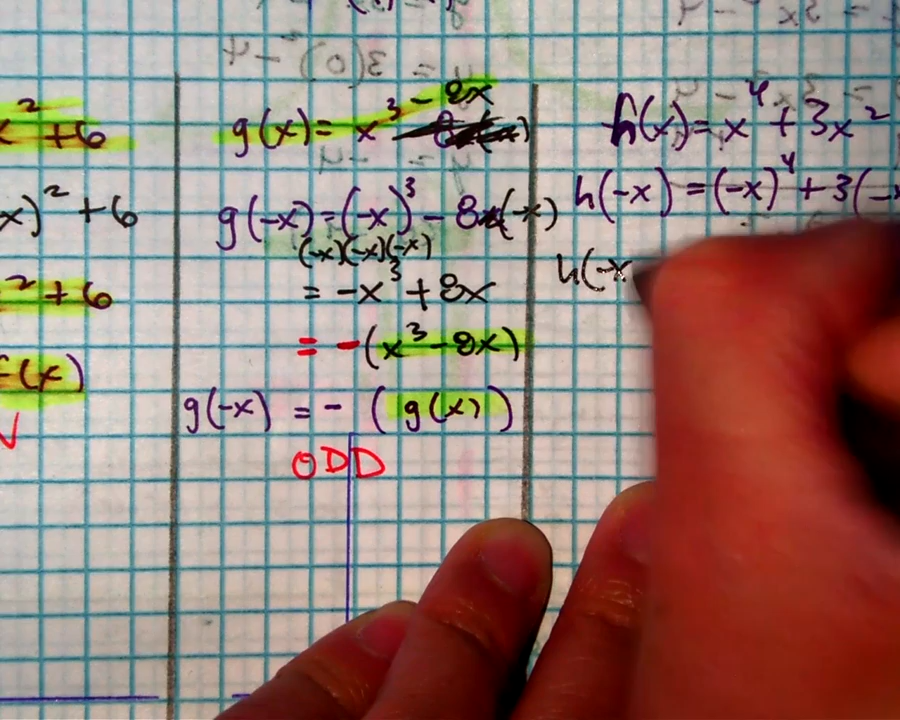 x² + 6
x)² + 6
² + 6
f(x)
g(x) = x³ - 8x
g(-x) = (-x)³ - 8(-x)
(-x)(-x)(-x)
= -x³ + 8x
= -(x³ - 8x)
g(-x) = - (g(x))
ODD
h(x) = x⁴ + 3x²
h(-x) = (-x)⁴ + 3(-x
h(-x